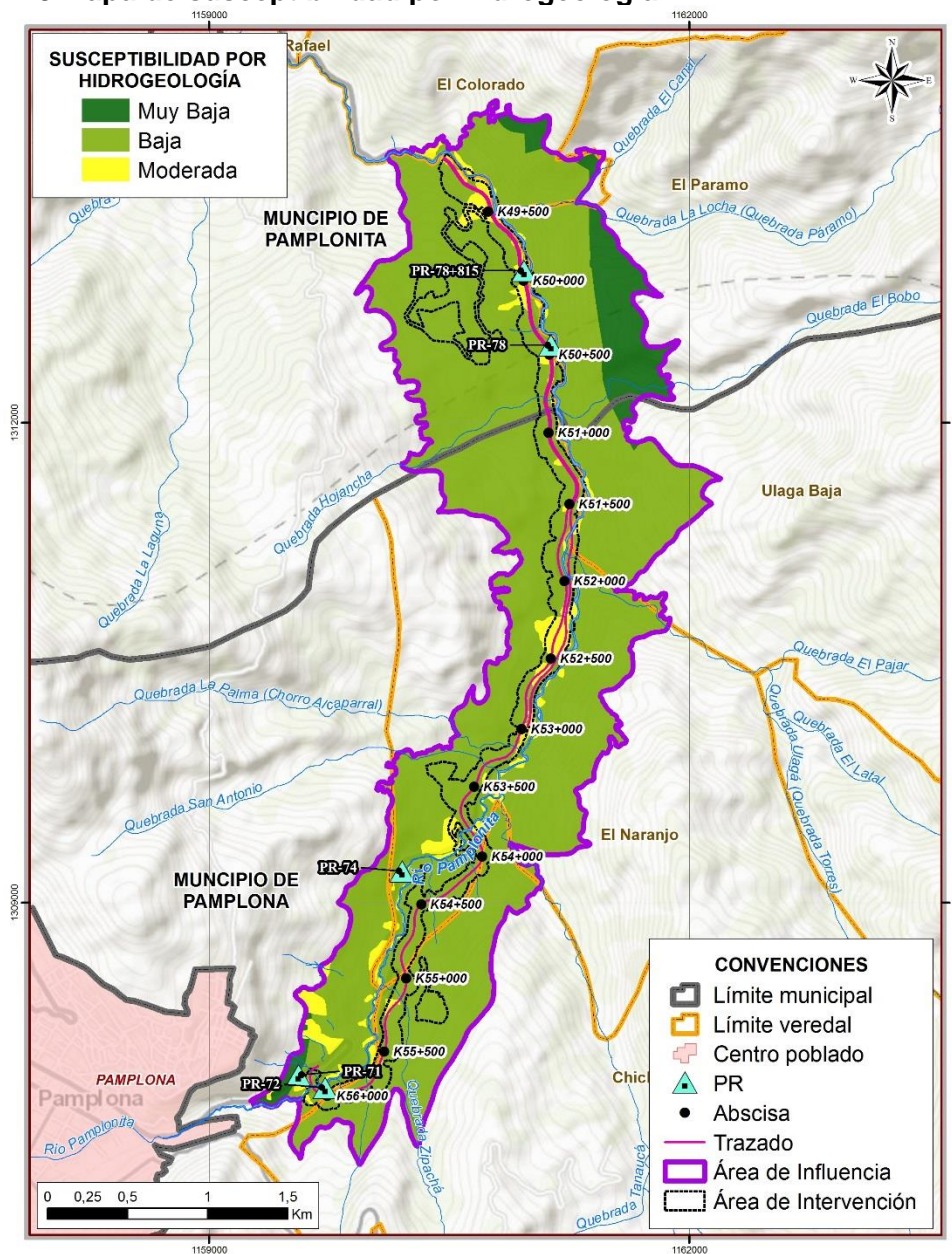 1159000
1162000
SUSCEPTIBILIDAD POR
HIDROGEOLOGÍA
Muy Baja
Baja
Moderada
Rafael
El Colorado
N
W
E
S
Quebrada El Canal
El Paramo
Quebrada La Locha (Quebrada Páramo)
MUNCIPIO DE
PAMPLONITA
K49+500
PR-78+815
K50+000
Quebrada El Bobo
PR-78
K50+500
1312000
K51+000
Quebrada Hojancha
Ulaga Baja
K51+500
Quebrada La Laguna
K52+000
K52+500
Quebrada El Pajar
Quebrada La Palma (Chorro Alcaparral)
Quebrada El Latal
Quebrada Ulagá (Quebrada Torres)
K53+000
K53+500
Quebrada San Antonio
El Naranjo
Río Pamplonita
K54+000
PR-74
MUNCIPIO DE
PAMPLONA
K54+500
1309000
K55+000
K55+500
PR-71
PR-72
K56+000
PAMPLONA
Pamplona
Río Pamplonita
Quebrada Zipachá
Quebrada Tanaucá
CONVENCIONES
Límite municipal
Límite veredal
Centro poblado
PR
Abscisa
Trazado
Área de Influencia
Área de Intervención
0 0,25 0,5 1 1,5
Km
1159000
1162000